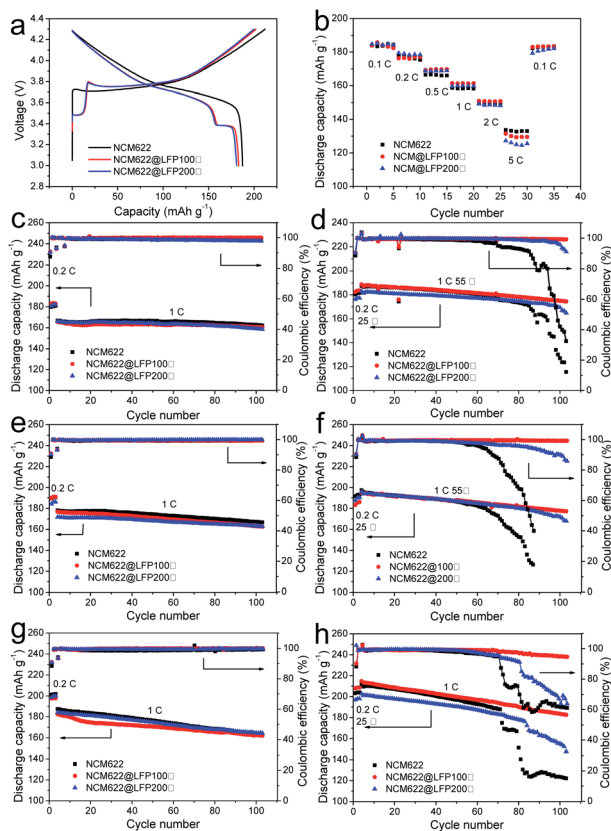 a
4.5
4.2
3.9
3.6
3.3
3.0
Voltage (V)
NCM622
NCM622@LFP100□
NCM622@LFP200□
0 50 100 150 200
Capacity (mAh g⁻¹)
b
200
180
160
140
120
100
Discharge capacity (mAh g⁻¹)
0.1 C
0.2 C
0.5 C
1 C
2 C
5 C
0.1 C
NCM622
NCM@LFP100□
NCM@LFP200□
0 5 10 15 20 25 30 35 40
Cycle number
c
260
240
220
200
180
160
140
120
100
Discharge capacity (mAh g⁻¹)
0.2 C
1 C
NCM622
NCM622@LFP100□
NCM622@LFP200□
100
80
60
40
20
0
Coulombic efficiency (%)
0 20 40 60 80 100
Cycle number
d
240
220
200
180
160
140
120
100
Discharge capacity (mAh g⁻¹)
1 C 55 □
0.2 C
25 □
NCM622
NCM622@LFP100□
NCM622@LFP200□
100
80
60
40
20
0
Coulombic efficiency (%)
0 20 40 60 80 100
Cycle number
e
260
240
220
200
180
160
140
120
100
Discharge capacity (mAh g⁻¹)
0.2 C
1 C
NCM622
NCM622@LFP100□
NCM622@LFP200□
100
80
60
40
20
0
Coulombic efficiency (%)
0 20 40 60 80 100
Cycle number
f
260
240
220
200
180
160
140
120
100
Discharge capacity (mAh g⁻¹)
1 C 55 □
0.2 C
25 □
NCM622
NCM622@100□
NCM622@200□
100
80
60
40
20
0
Coulombic efficiency (%)
0 20 40 60 80 100
Cycle number
g
260
240
220
200
180
160
140
120
100
Discharge capacity (mAh g⁻¹)
0.2 C
1 C
NCM622
NCM622@LFP100□
NCM622@LFP200□
100
80
60
40
20
0
Coulombic efficiency (%)
0 20 40 60 80 100
Cycle number
h
260
240
220
200
180
160
140
120
100
Discharge capacity (mAh g⁻¹)
1 C
0.2 C
25 □
NCM622
NCM622@LFP100□
NCM622@LFP200□
100
80
60
40
20
0
Coulombic efficiency (%)
0 20 40 60 80 100
Cycle number